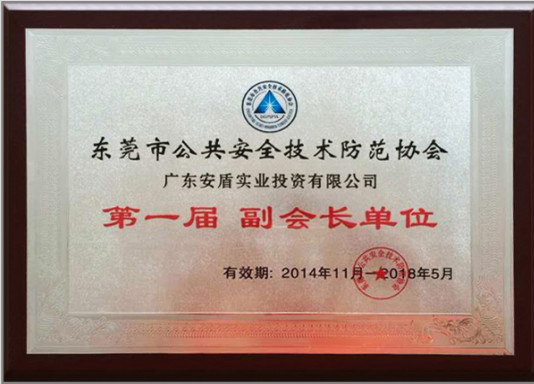 东莞市公共安全技术防范协会
广东安盾实业投资有限公司
第一届 副会长单位
有效期: 2014年11月—2018年5月